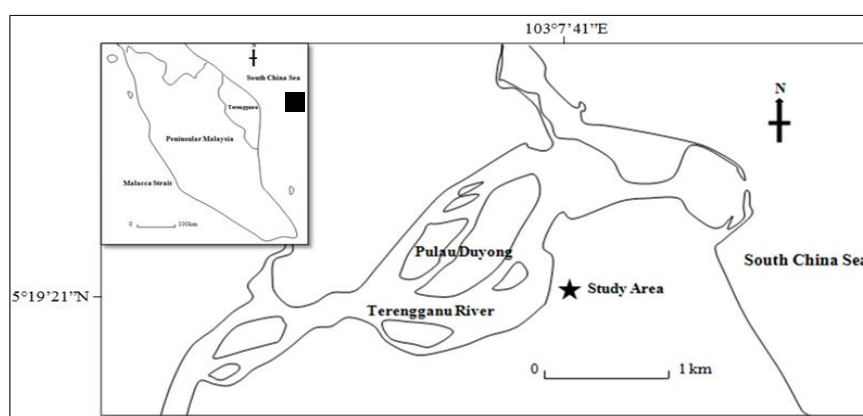 103°7'41”E
N
South China Sea
Terengganu
Peninsular Malaysia
Malacca Strait
0 100km
N
Pulau Duyong
South China Sea
5°19’21”N
Study Area
Terengganu River
0 1 km